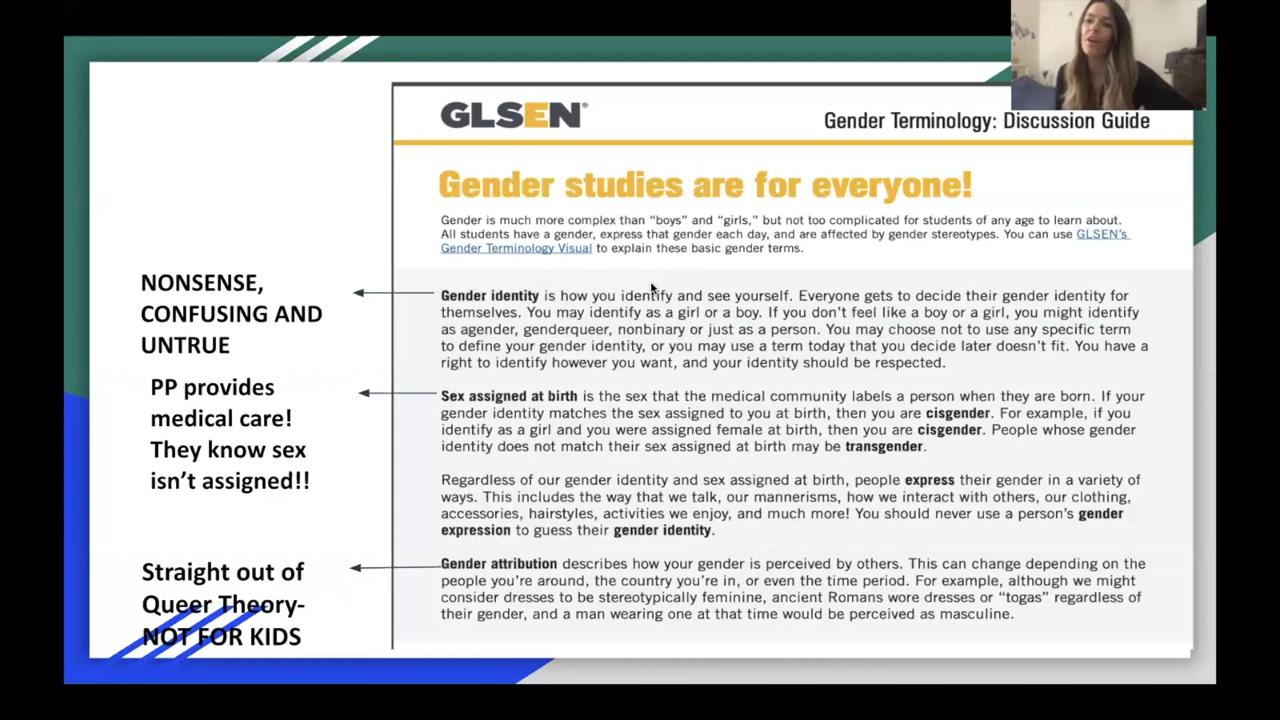 GLSEN®
Gender Terminology: Discussion Guide
Gender studies are for everyone!
Gender is much more complex than “boys” and “girls,” but not too complicated for students of any age to learn about.
All students have a gender, express that gender each day, and are affected by gender stereotypes. You can use GLSEN’s
Gender Terminology Visual to explain these basic gender terms.
NONSENSE,
CONFUSING AND
UNTRUE
Gender identity is how you identify and see yourself. Everyone gets to decide their gender identity for
themselves. You may identify as a girl or a boy. If you don’t feel like a boy or a girl, you might identify
as agender, genderqueer, nonbinary or just as a person. You may choose not to use any specific term
to define your gender identity, or you may use a term today that you decide later doesn’t fit. You have a
right to identify however you want, and your identity should be respected.
PP provides
medical care!
They know sex
isn’t assigned!!
Sex assigned at birth is the sex that the medical community labels a person when they are born. If your
gender identity matches the sex assigned to you at birth, then you are cisgender. For example, if you
identify as a girl and you were assigned female at birth, then you are cisgender. People whose gender
identity does not match their sex assigned at birth may be transgender.
Regardless of our gender identity and sex assigned at birth, people express their gender in a variety of
ways. This includes the way that we talk, our mannerisms, how we interact with others, our clothing,
accessories, hairstyles, activities we enjoy, and much more! You should never use a person’s gender
expression to guess their gender identity.
Straight out of
Queer Theory-
NOT FOR KIDS
Gender attribution describes how your gender is perceived by others. This can change depending on the
people you’re around, the country you’re in, or even the time period. For example, although we might
consider dresses to be stereotypically feminine, ancient Romans wore dresses or “togas” regardless of
their gender, and a man wearing one at that time would be perceived as masculine.